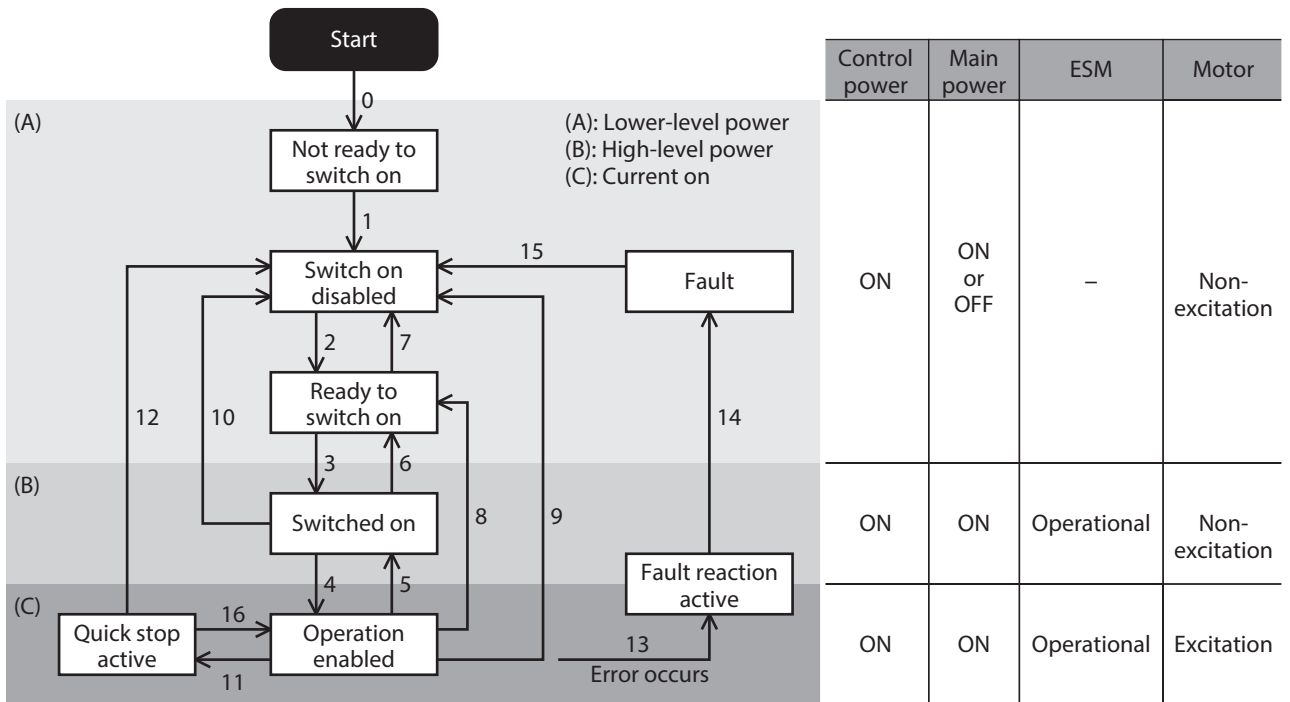 Start
0
(A)
(A): Lower-level power
(B): High-level power
(C): Current on
Not ready to
switch on
1
15
Switch on
disabled
Fault
2
7
Ready to
switch on
12
10
14
3
6
(B)
Switched on
8
9
4
5
Fault reaction
active
(C)
16
Quick stop
active
Operation
enabled
13
11
Error occurs
Control
power
Main
power
ESM
Motor
ON
ON
or
OFF
–
Non-
excitation
ON
ON
Operational
Non-
excitation
ON
ON
Operational
Excitation